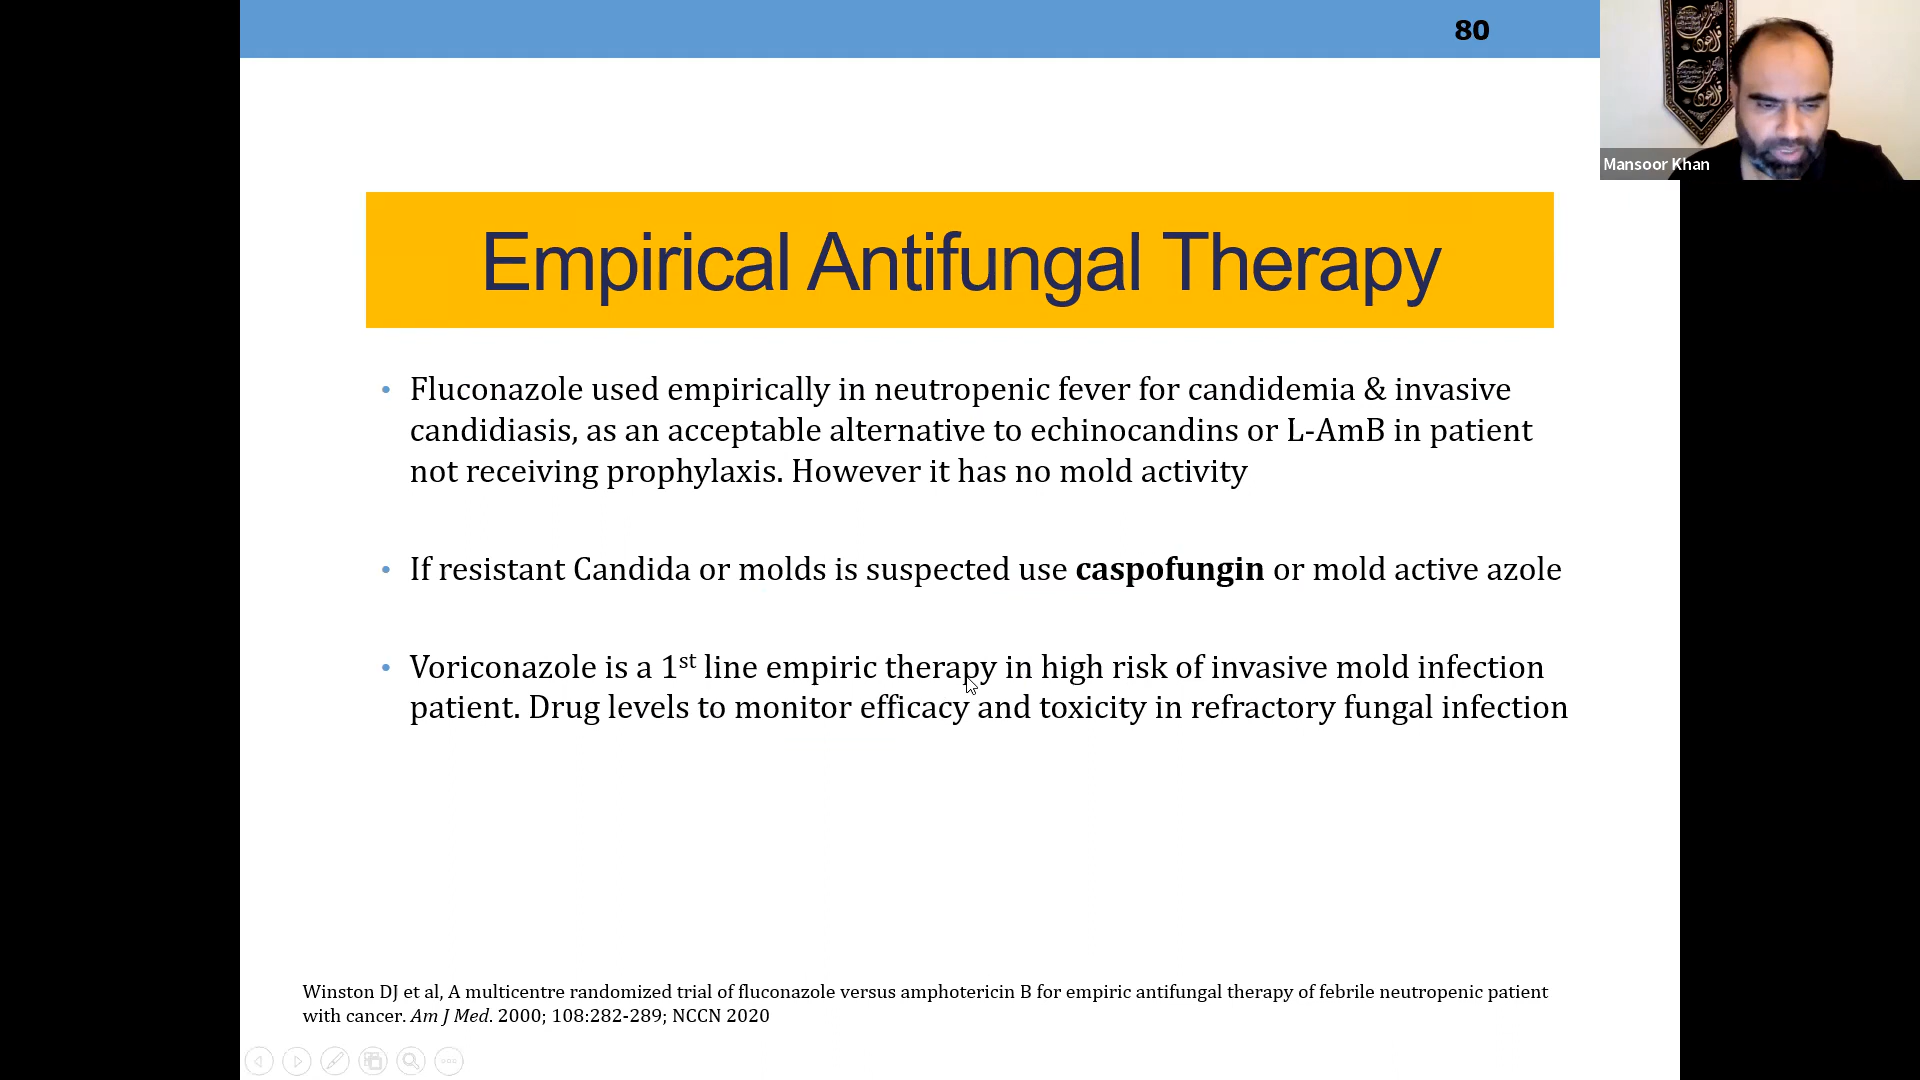 80
Mansoor Khan
Empirical Antifungal Therapy
• Fluconazole used empirically in neutropenic fever for candidemia & invasive
candidiasis, as an acceptable alternative to echinocandins or L-AmB in patient
not receiving prophylaxis. However it has no mold activity
• If resistant Candida or molds is suspected use caspofungin or mold active azole
• Voriconazole is a 1st line empiric therapy in high risk of invasive mold infection
patient. Drug levels to monitor efficacy and toxicity in refractory fungal infection
Winston DJ et al, A multicentre randomized trial of fluconazole versus amphotericin B for empiric antifungal therapy of febrile neutropenic patient
with cancer. Am J Med. 2000; 108:282-289; NCCN 2020